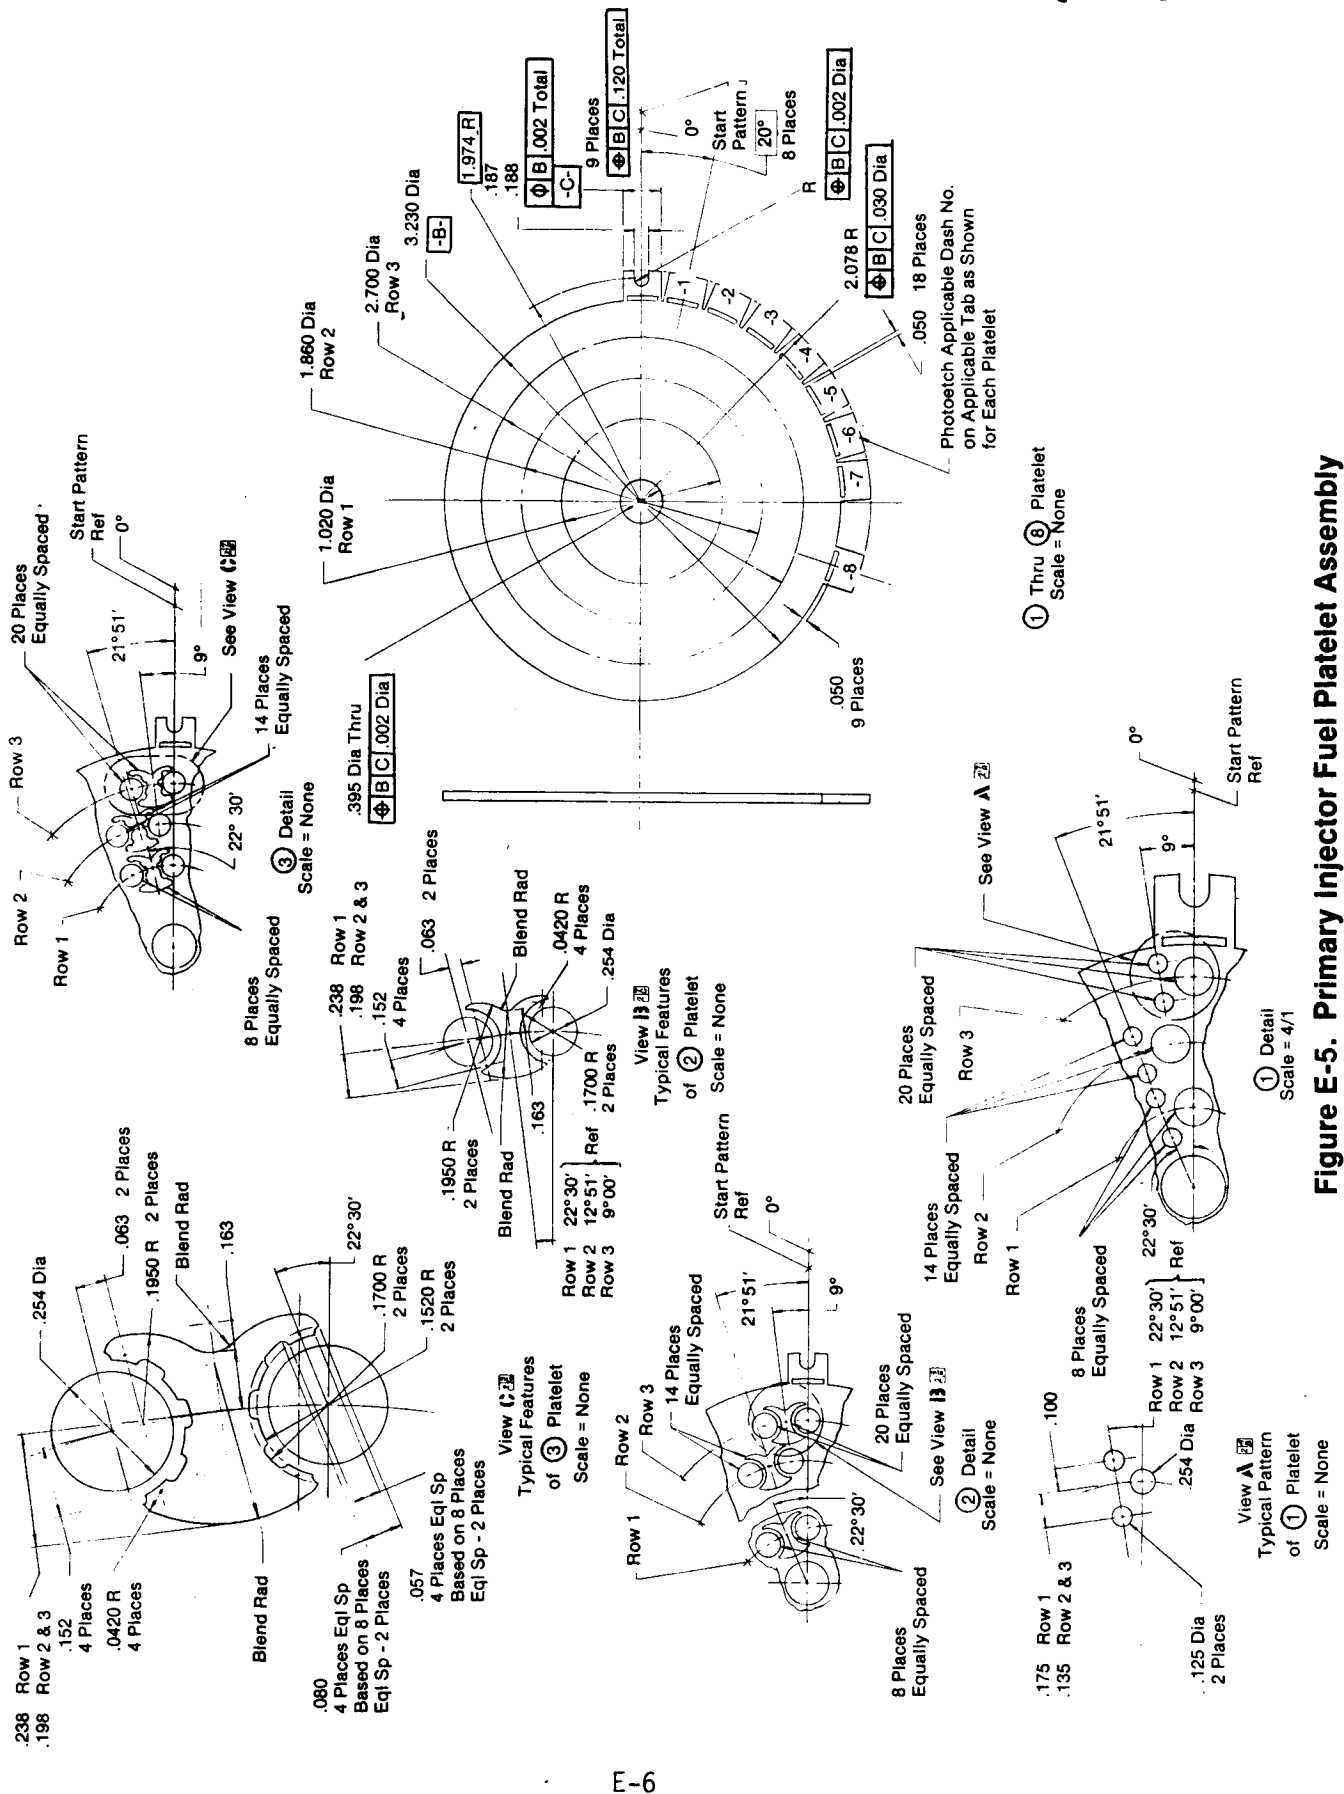 .238 Row 1
.198 Row 2 & 3
.152
4 Places
.0420 R
4 Places
Blend Rad
.080
4 Places Eql Sp
Based on 8 Places
Eql Sp - 2 Places
.057
4 Places Eql Sp
Based on 8 Places
Eql Sp - 2 Places
.254 Dia
.063 2 Places
.1950 R 2 Places
Blend Rad
.163
22°30'
.1700 R
2 Places
.1520 R
2 Places
View C
Typical Features
of 3 Platelet
Scale = None
Row 3
Row 2
Row 1
20 Places
Equally Spaced
Start Pattern
Ref
0°
21°51'
9°
See View C
14 Places
Equally Spaced
22° 30'
8 Places
Equally Spaced
3 Detail
Scale = None
.238 Row 1
.198 Row 2 & 3
.152
4 Places
.063 2 Places
Blend Rad
.0420 R
4 Places
.254 Dia
.1950 R
2 Places
Blend Rad
.163
Row 1 22°30'
Row 2 12°51'
Row 3 9°00'
Ref
.1700 R
2 Places
View B
Typical Features
of 2 Platelet
Scale = None
1.020 Dia
Row 1
1.860 Dia
Row 2
2.700 Dia
Row 3
3.230 Dia
-B-
1.974 R
.187
.188
⌖ B .002 Total
-C-
9 Places
⌖ B C .120 Total
0°
Start
Pattern
20°
8 Places
R
⌖ B C .002 Dia
2.078 R
⌖ B C .030 Dia
.050 18 Places
Photoetch Applicable Dash No.
on Applicable Tab as Shown
for Each Platelet
-1
-2
-3
-4
-5
-6
-7
-8
.395 Dia Thru
⌖ B C .002 Dia
.050
9 Places
1 Thru 8 Platelet
Scale = None
Row 1
Row 2
Row 3
14 Places
Equally Spaced
Start Pattern
Ref
0°
21°51'
9°
20 Places
Equally Spaced
See View B
22°30'
8 Places
Equally Spaced
2 Detail
Scale = None
.175 Row 1
.135 Row 2 & 3
.100
Row 1 22°30'
Row 2 12°51'
Row 3 9°00'
Ref
.254 Dia
.125 Dia
2 Places
View A
Typical Pattern
of 1 Platelet
Scale = None
20 Places
Equally Spaced
Row 3
14 Places
Equally Spaced
Row 2
Row 1
8 Places
Equally Spaced
22°30'
See View A
21°51'
9°
0°
Start Pattern
Ref
1 Detail
Scale = 4/1
Figure E-5. Primary Injector Fuel Platelet Assembly
E-6